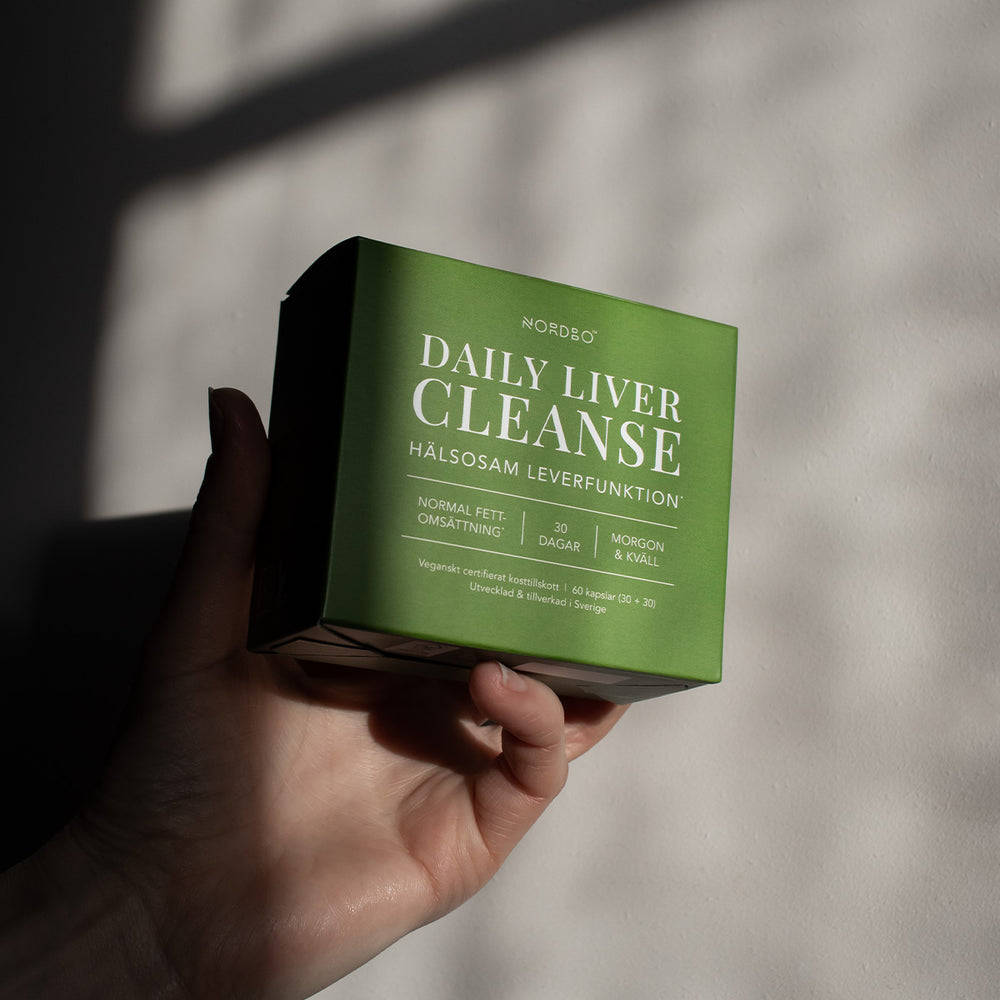 NORDBO™
DAILY LIVER
CLEANSE
HÄLSOSAM LEVERFUNKTION*
NORMAL FETT-
OMSÄTTNING*
30
DAGAR
MORGON
& KVÄLL
Veganskt certifierat kosttillskott | 60 kapslar (30 + 30)
Utvecklad & tillverkad i Sverige